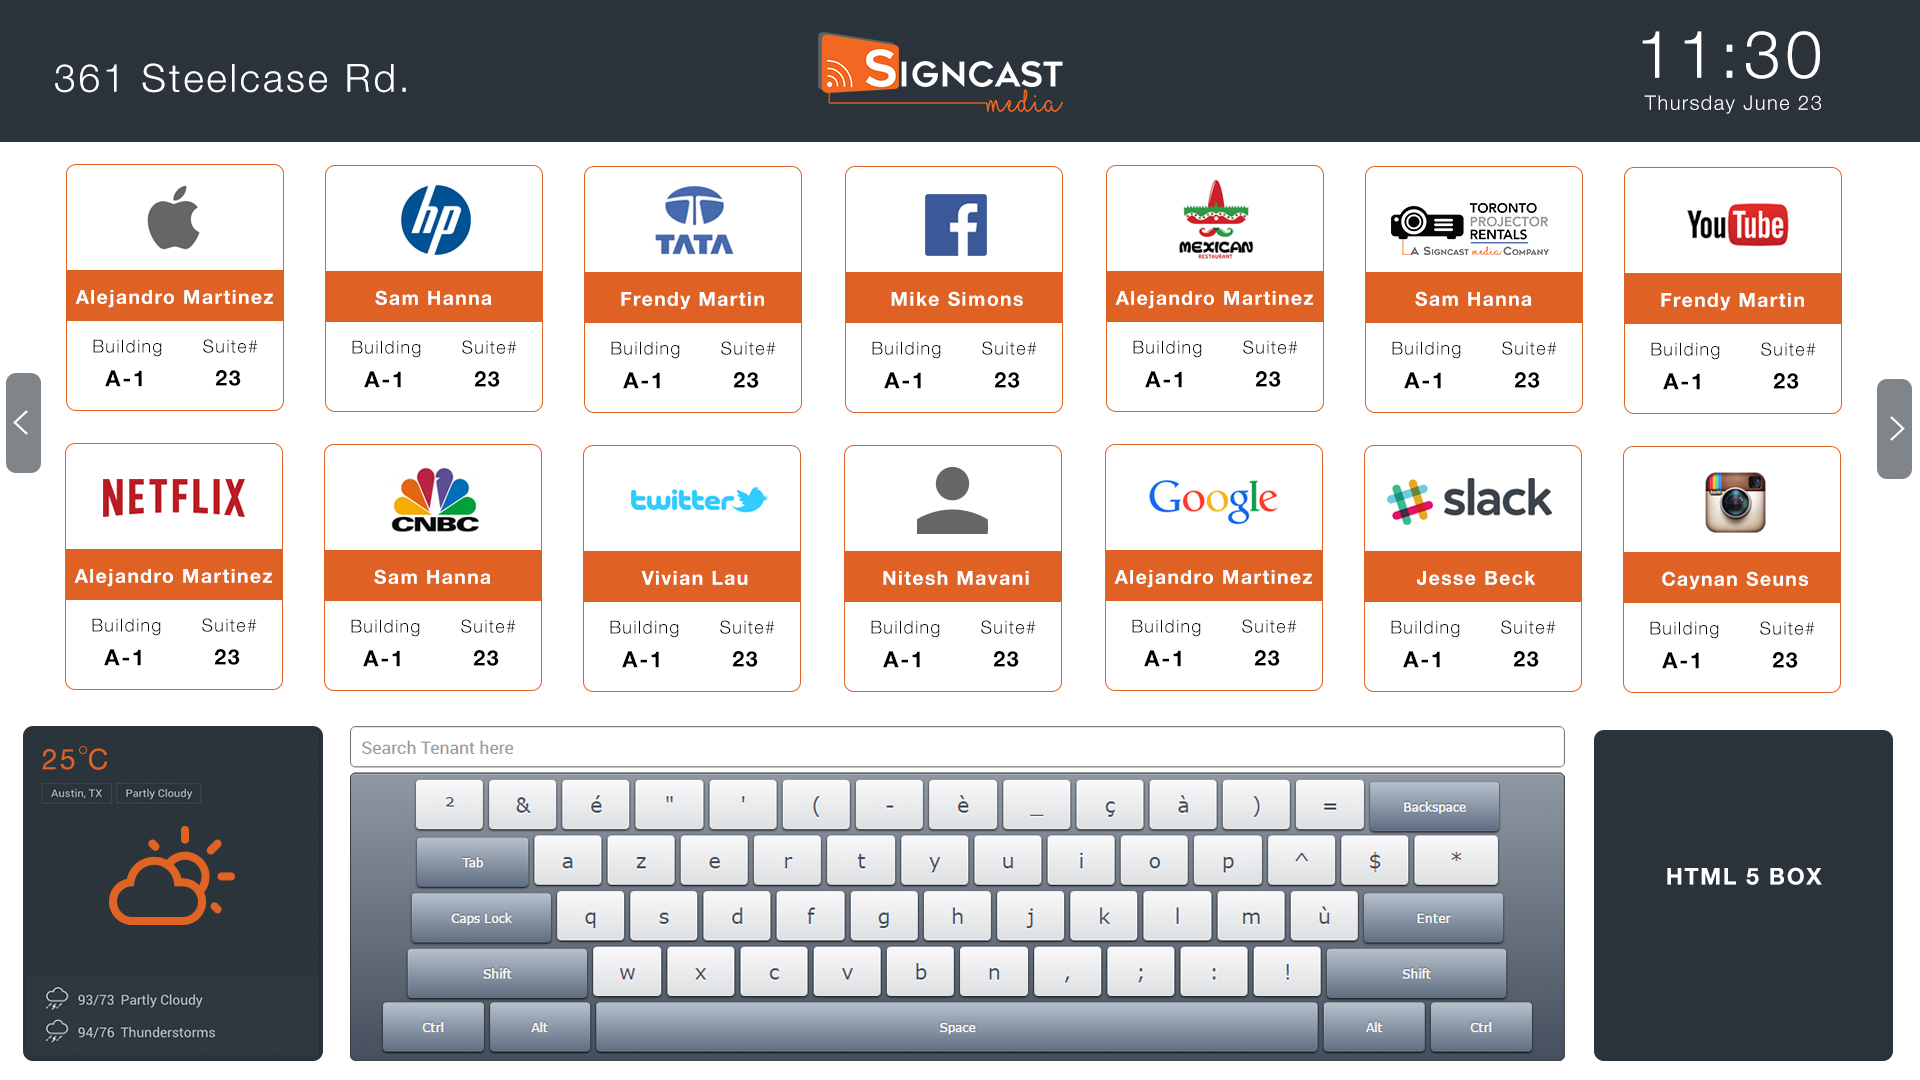 361 Steelcase Rd.
SIGNCAST
media
11:30
Thursday June 23
hp
TATA
f
MEXICAN
RESTAURANT
TORONTO
PROJECTOR
RENTALS
A SIGNCAST media COMPANY
YouTube
Alejandro Martinez
Sam Hanna
Frendy Martin
Mike Simons
Alejandro Martinez
Sam Hanna
Frendy Martin
Building Suite#
A-1 23
Building Suite#
A-1 23
Building Suite#
A-1 23
Building Suite#
A-1 23
Building Suite#
A-1 23
Building Suite#
A-1 23
Building Suite#
A-1 23
NETFLIX
CNBC
twitter
Google
slack
Alejandro Martinez
Sam Hanna
Vivian Lau
Nitesh Mavani
Alejandro Martinez
Jesse Beck
Caynan Seuns
Building Suite#
A-1 23
Building Suite#
A-1 23
Building Suite#
A-1 23
Building Suite#
A-1 23
Building Suite#
A-1 23
Building Suite#
A-1 23
Building Suite#
A-1 23
25°C
Austin, TX Partly Cloudy
93/73 Partly Cloudy
94/76 Thunderstorms
Search Tenant here
² & é " ' ( - è _ ç à ) = Backspace
Tab a z e r t y u i o p ^ $ *
Caps Lock q s d f g h j k l m ù Enter
Shift w x c v b n , ; : ! Shift
Ctrl Alt Space Alt Ctrl
HTML 5 BOX